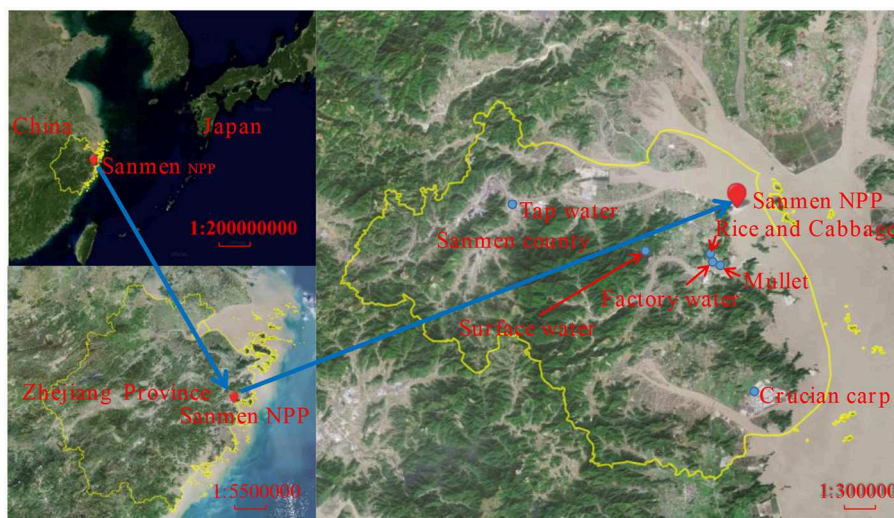 China
Japan
Sanmen NPP
1:200000000
Zhejiang Province
Sanmen NPP
1:5500000
Sanmen NPP
Tap water
Rice and Cabbage
Sanmen county
Mullet
Factory water
Surface water
Crucian carp
1:300000